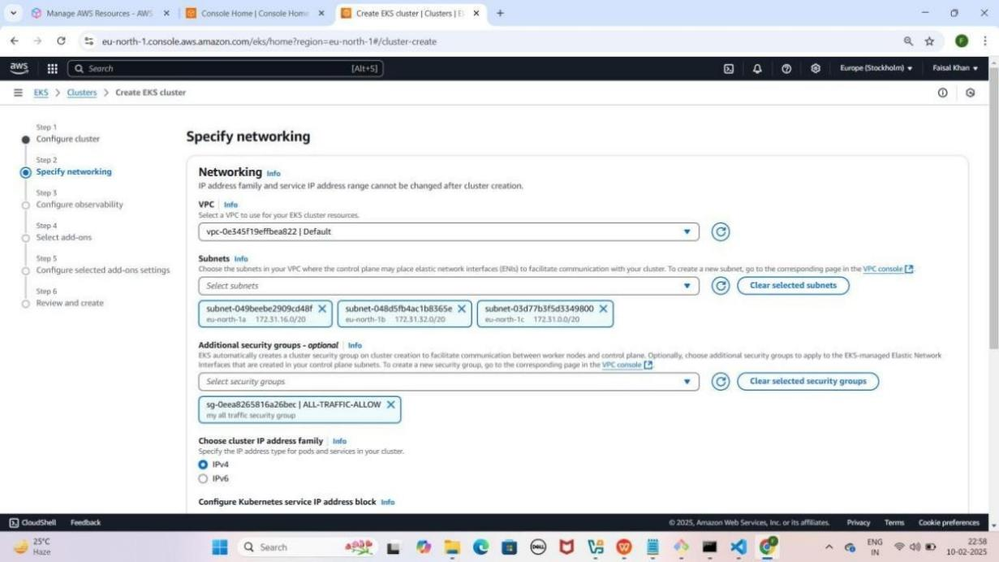 Manage AWS Resources - AWS
Console Home | Console Home
Create EKS cluster | Clusters | E
eu-north-1.console.aws.amazon.com/eks/home?region=eu-north-1#/cluster-create
F
aws
Search
[Alt+S]
Europe (Stockholm)
Faisal Khan
EKS > Clusters > Create EKS cluster
Step 1
Configure cluster
Step 2
Specify networking
Step 3
Configure observability
Step 4
Select add-ons
Step 5
Configure selected add-ons settings
Step 6
Review and create
Specify networking
Networking Info
IP address family and service IP address range cannot be changed after cluster creation.
VPC | Info
Select a VPC to use for your EKS cluster resources.
vpc-0e345f19effbea822 | Default
Subnets Info
Choose the subnets in your VPC where the control plane may place elastic network interfaces (ENIs) to facilitate communication with your cluster. To create a new subnet, go to the corresponding page in the VPC console.
Select subnets
Clear selected subnets
subnet-049beebe2909cd48f
eu-north-1a 172.31.16.0/20
subnet-048d5fb4ac1b8365e
eu-north-1b 172.31.32.0/20
subnet-03d77b3f5d3349800
eu-north-1c 172.31.0.0/20
Additional security groups - optional | Info
EKS automatically creates a cluster security group on cluster creation to facilitate communication between worker nodes and control plane. Optionally, choose additional security groups to apply to the EKS-managed Elastic Network
Interfaces that are created in your control plane subnets. To create a new security group, go to the corresponding page in the VPC console.
Select security groups
Clear selected security groups
sg-0eea8265816a26bec | ALL-TRAFFIC-ALLOW
my all traffic security group
Choose cluster IP address family | Info
Specify the IP address type for pods and services in your cluster.
IPv4
IPv6
Configure Kubernetes service IP address block Info
CloudShell
Feedback
© 2025, Amazon Web Services, Inc. or its affiliates.
Privacy
Terms
Cookie preferences
25°C
Haze
Search
DELL
ENG
IN
22:58
10-02-2025